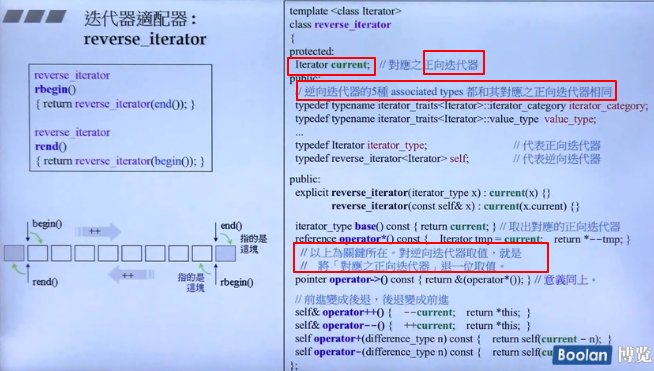 迭代器適配器：
reverse_iterator
reverse_iterator
rbegin()
{ return reverse_iterator(end()); }
reverse_iterator
rend()
{ return reverse_iterator(begin()); }
begin()
++
end()
指的是
這塊
rend()
++
指的是
這塊
rbegin()
template <class Iterator>
class reverse_iterator
{
protected:
Iterator current; // 對應之正向迭代器
public:
// 逆向迭代器的5種 associated types 都和其對應之正向迭代器相同
typedef typename iterator_traits<Iterator>::iterator_category iterator_category;
typedef typename iterator_traits<Iterator>::value_type value_type;
...
typedef Iterator iterator_type; // 代表正向迭代器
typedef reverse_iterator<Iterator> self; // 代表逆向迭代器
public:
explicit reverse_iterator(iterator_type x) : current(x) {}
reverse_iterator(const self& x) : current(x.current) {}
iterator_type base() const { return current; } // 取出對應的正向迭代器
reference operator*() const { Iterator tmp = current; return *--tmp; }
// 以上為關鍵所在。對逆向迭代器取值，就是
// 將「對應之正向迭代器」退一位取值。
pointer operator->() const { return &(operator*()); } // 意義同上。
// 前進變成後退，後退變成前進
self& operator++() { --current; return *this; }
self& operator--() { ++current; return *this; }
self operator+(difference_type n) const { return self(current - n); }
self operator-(difference_type n) const { return self(cu
};
Boolan 博览